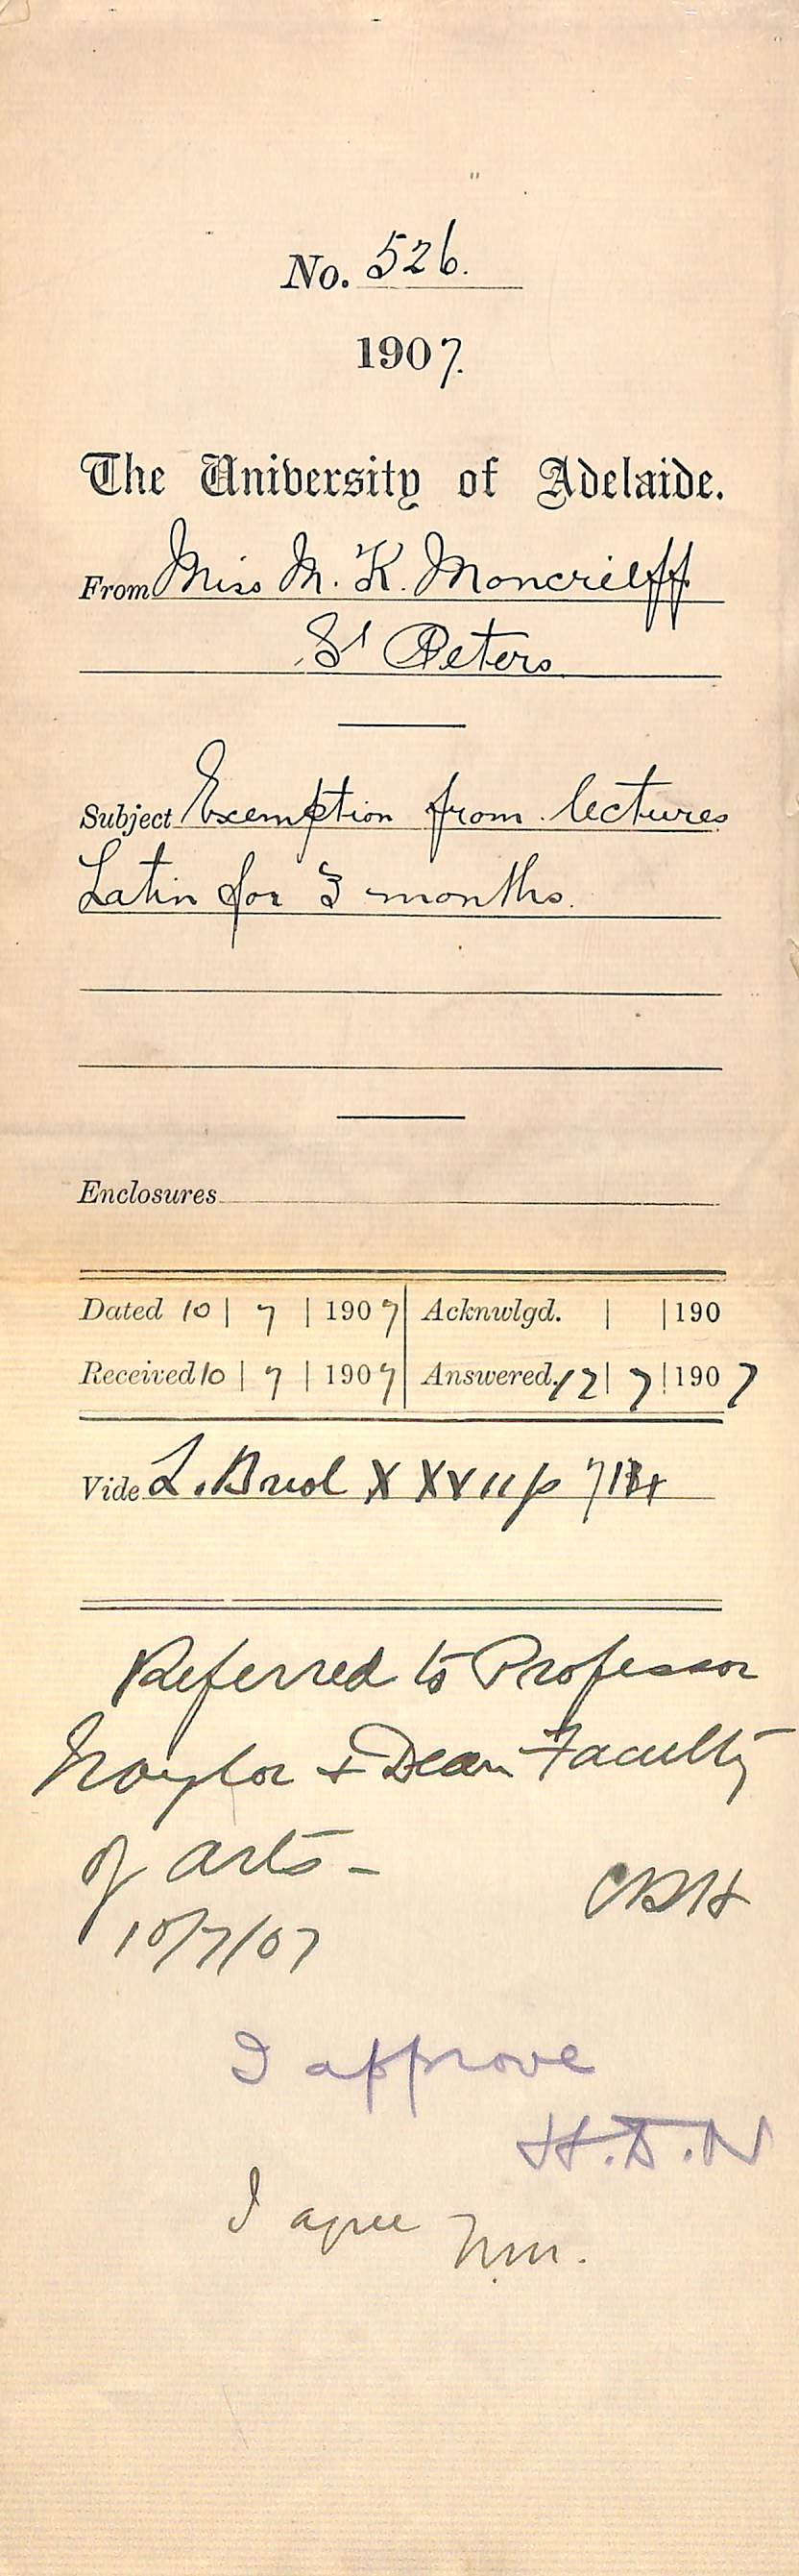 No. 526.
1907.
The University of Adelaide.
From Miss M. K. Moncrieff
St Peters
Subject Exemption from lectures
Latin for 3 months.
Enclosures
Dated 10 | 7 | 1907 Acknwlgd. | | 190
Received 10 | 7 | 1907 Answered. 12 | 7 | 1907
Vide L. Book XXVII p
Referred to Professor
Naylor + Dean Faculty
of Arts -
10/7/07
I approve
H.D.N
I agree